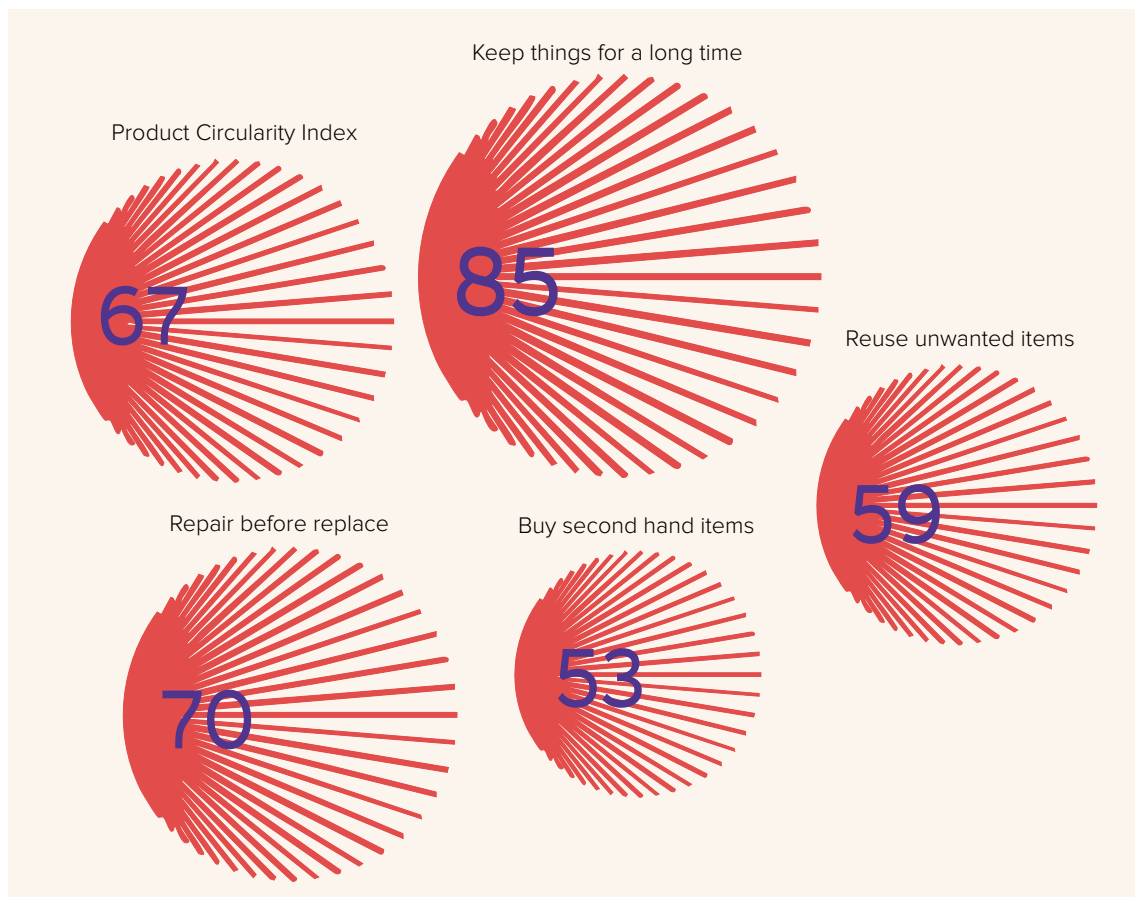 Keep things for a long time
85
Product Circularity Index
67
Reuse unwanted items
59
Repair before replace
70
Buy second hand items
53